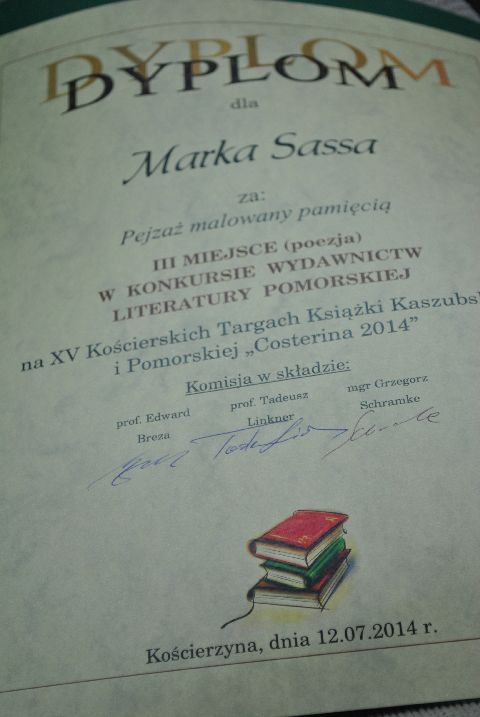 DYPLOM
dla
Marka Sassa
za:
Pejzaż malowany pamięcią
III MIEJSCE (poezja)
W KONKURSIE WYDAWNICTW
LITERATURY POMORSKIEJ
na XV Kościerskich Targach Książki Kaszubs
i Pomorskiej „Costerina 2014”
Komisja w składzie:
prof. Edward prof. Tadeusz mgr Grzegorz
Breza Linkner Schramke
Kościerzyna, dnia 12.07.2014 r.